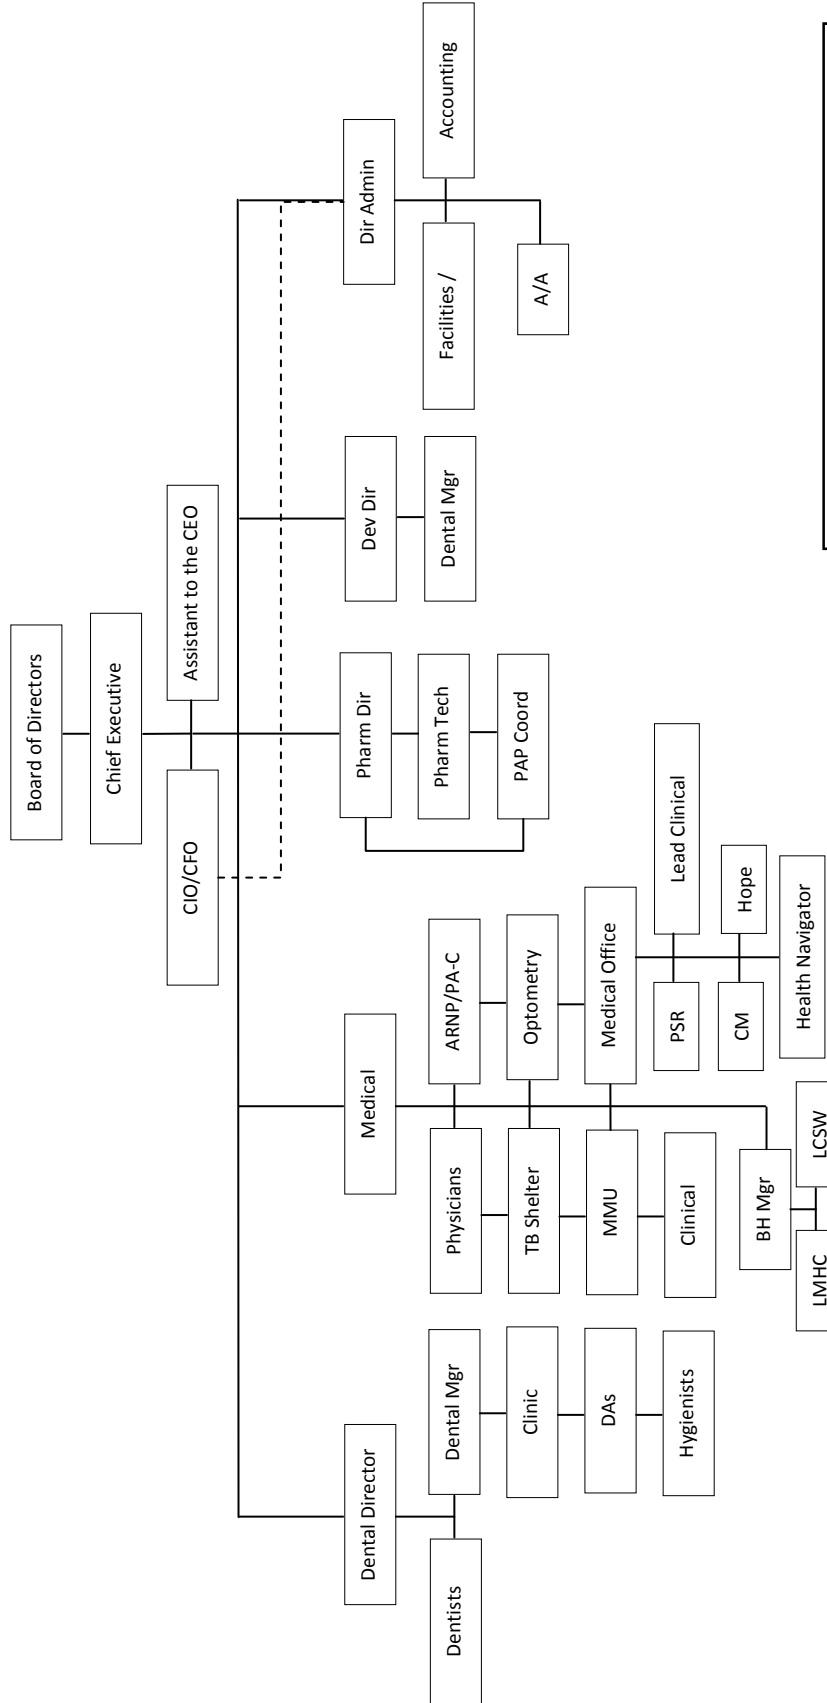 Board of Directors
Chief Executive
CIO/CFO
Assistant to the CEO
Dental Director
Medical
Pharm Dir
Dev Dir
Dir Admin
Dentists
Dental Mgr
Physicians
ARNP/PA-C
Pharm Tech
Dental Mgr
Facilities /
Accounting
Clinic
TB Shelter
Optometry
PAP Coord
A/A
DAs
MMU
Medical Office
Hygienists
Clinical
PSR
Lead Clinical
CM
Hope
BH Mgr
Health Navigator
LMHC
LCSW